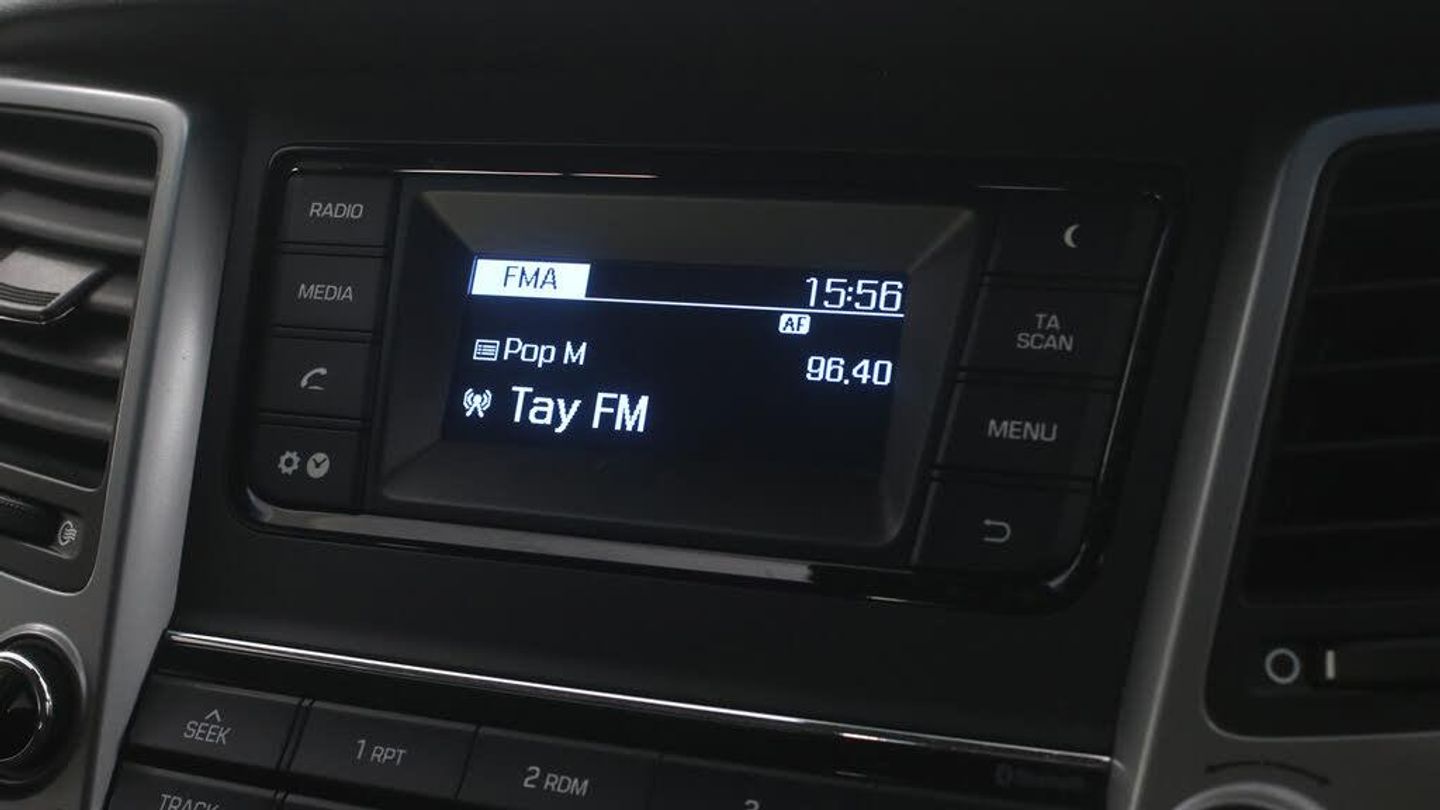 RADIO
MEDIA
FMA
15:56
AF
Pop M
96.40
Tay FM
TA
SCAN
MENU
SEEK
1 RPT
2 RDM
3
TRACK